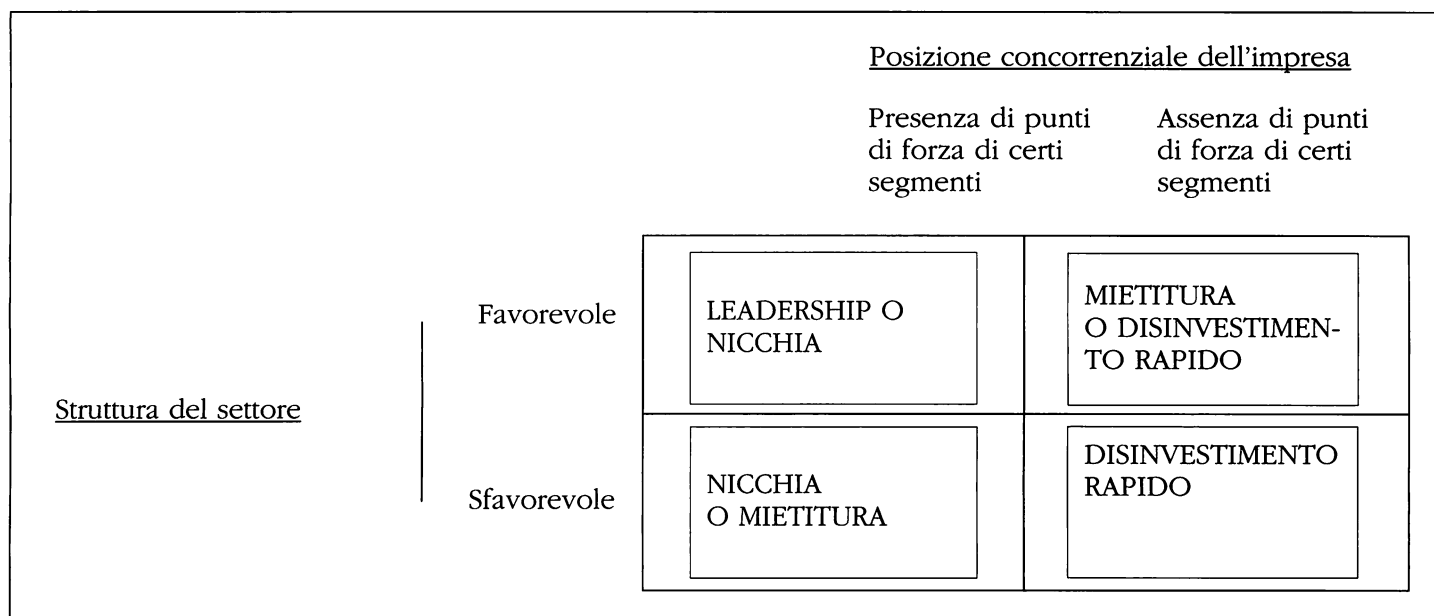 Posizione concorrenziale dell'impresa
Presenza di punti
di forza di certi
segmenti
Assenza di punti
di forza di certi
segmenti
Struttura del settore
Favorevole
LEADERSHIP O
NICCHIA
MIETITURA
O DISINVESTIMEN-
TO RAPIDO
Sfavorevole
NICCHIA
O MIETITURA
DISINVESTIMENTO
RAPIDO